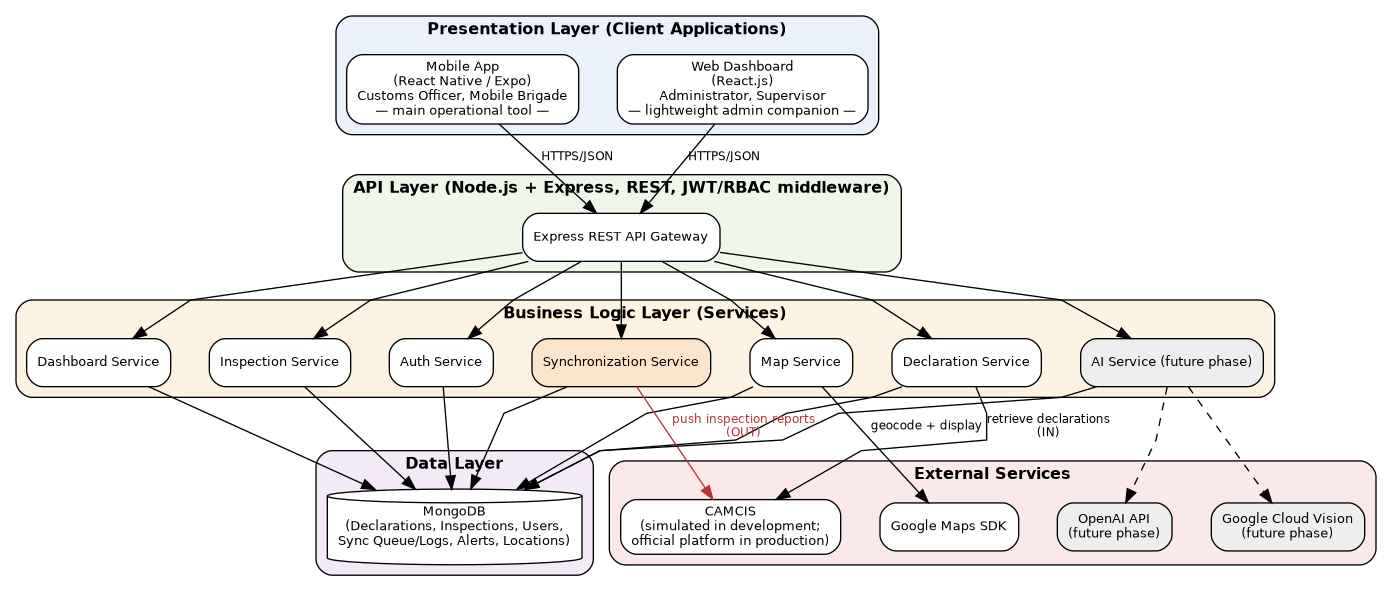 Presentation Layer (Client Applications)
Mobile App
(React Native / Expo)
Customs Officer, Mobile Brigade
— main operational tool —
Web Dashboard
(React.js)
Administrator, Supervisor
— lightweight admin companion —
HTTPS/JSON
HTTPS/JSON
API Layer (Node.js + Express, REST, JWT/RBAC middleware)
Express REST API Gateway
Business Logic Layer (Services)
Dashboard Service
Inspection Service
Auth Service
Synchronization Service
Map Service
Declaration Service
AI Service (future phase)
push inspection reports
(OUT)
geocode + display
retrieve declarations
(IN)
Data Layer
MongoDB
(Declarations, Inspections, Users,
Sync Queue/Logs, Alerts, Locations)
External Services
CAMCIS
(simulated in development;
official platform in production)
Google Maps SDK
OpenAI API
(future phase)
Google Cloud Vision
(future phase)